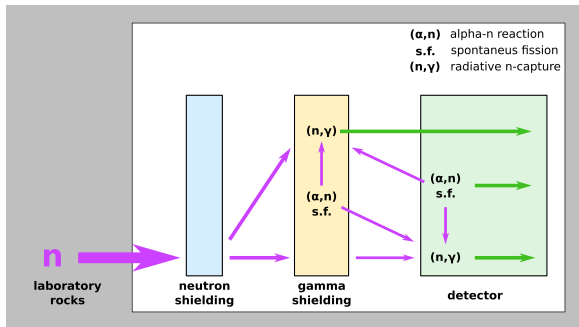 (α,n) alpha-n reaction
s.f. spontaneus fission
(n,γ) radiative n-capture
(n,γ)
(α,n)
s.f.
(α,n)
s.f.
(n,γ)
n
laboratory
rocks
neutron
shielding
gamma
shielding
detector